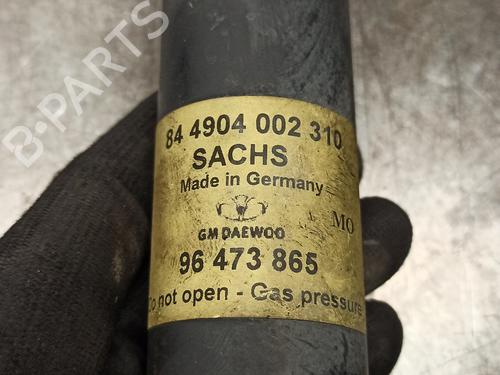 B-PARTS
84 4904 002 310
SACHS
Made in Germany
MO
GM DAEWOO
96 473 865
Do not open - Gas pressure